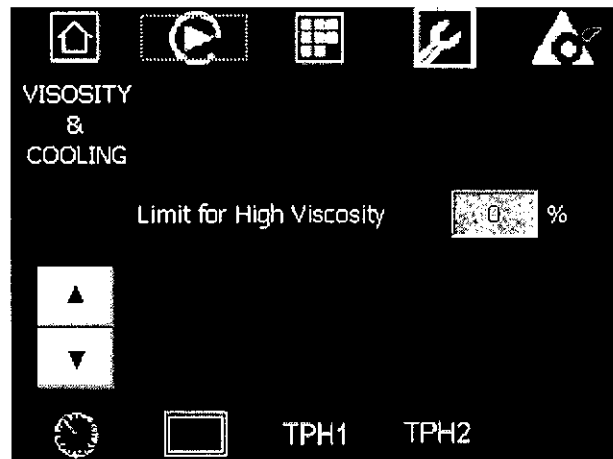 VISOSITY
&
COOLING
Limit for High Viscosity 0 %
TPH1 TPH2